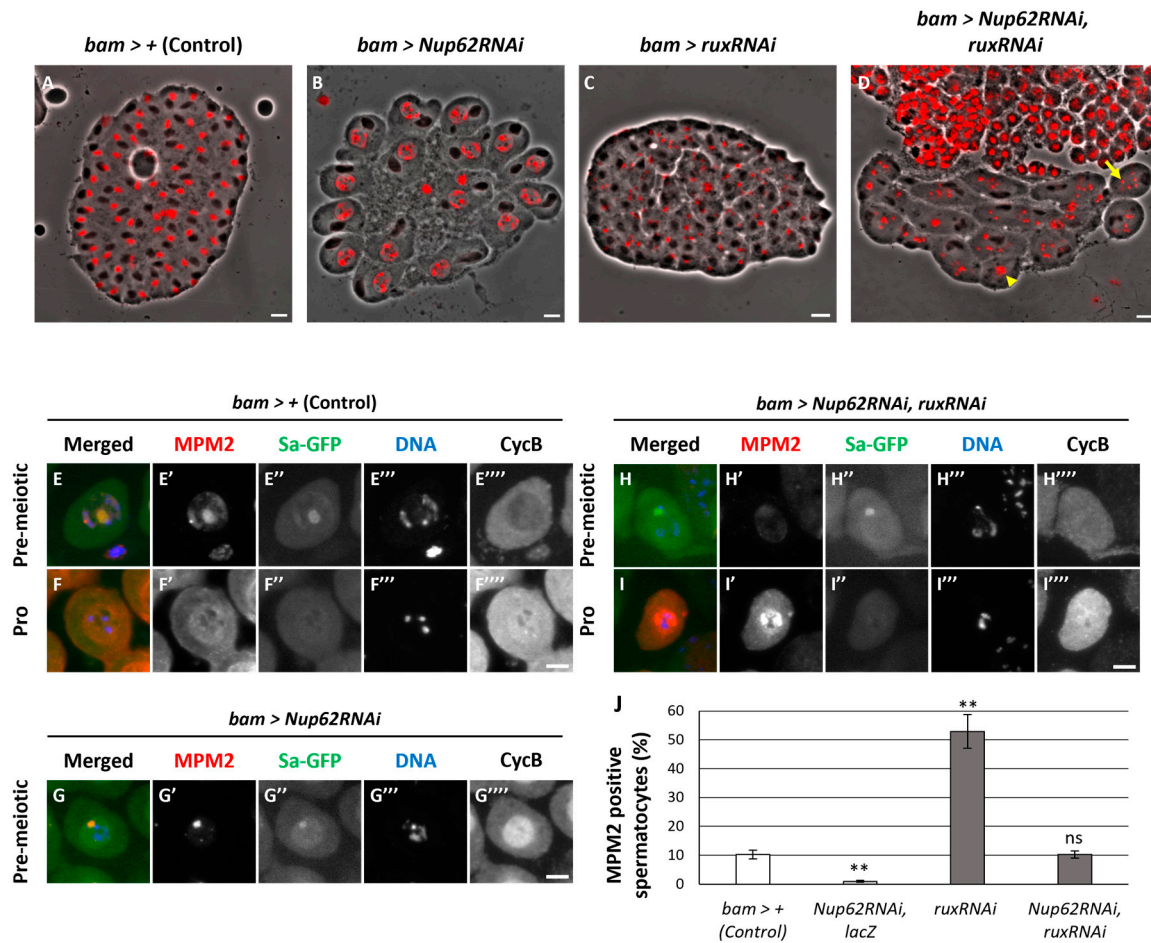 bam > + (Control)
bam > Nup62RNAi
bam > ruxRNAi
bam > Nup62RNAi,
ruxRNAi
A
B
C
D
bam > + (Control)
Merged
MPM2
Sa-GFP
DNA
CycB
Pre-meiotic
E
E'
E''
E'''
E''''
Pro
F
F'
F''
F'''
F''''
bam > Nup62RNAi, ruxRNAi
Merged
MPM2
Sa-GFP
DNA
CycB
Pre-meiotic
H
H'
H''
H'''
H''''
Pro
I
I'
I''
I'''
I''''
bam > Nup62RNAi
Merged
MPM2
Sa-GFP
DNA
CycB
Pre-meiotic
G
G'
G''
G'''
G''''
J
MPM2 positive
spermatocytes (%)
60
50
40
30
20
10
0
**
**
ns
bam > +
(Control)
Nup62RNAi,
lacZ
ruxRNAi
Nup62RNAi,
ruxRNAi